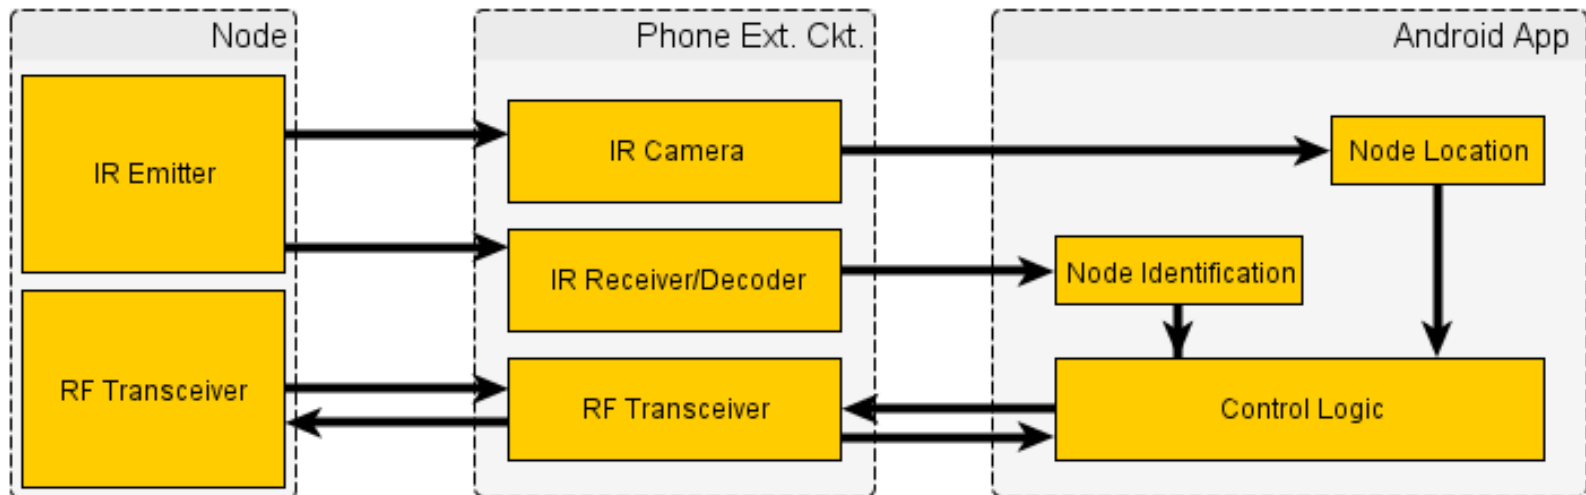 Node
Phone Ext. Ckt.
Android App
IR Emitter
IR Camera
Node Location
IR Receiver/Decoder
Node Identification
RF Transceiver
RF Transceiver
Control Logic